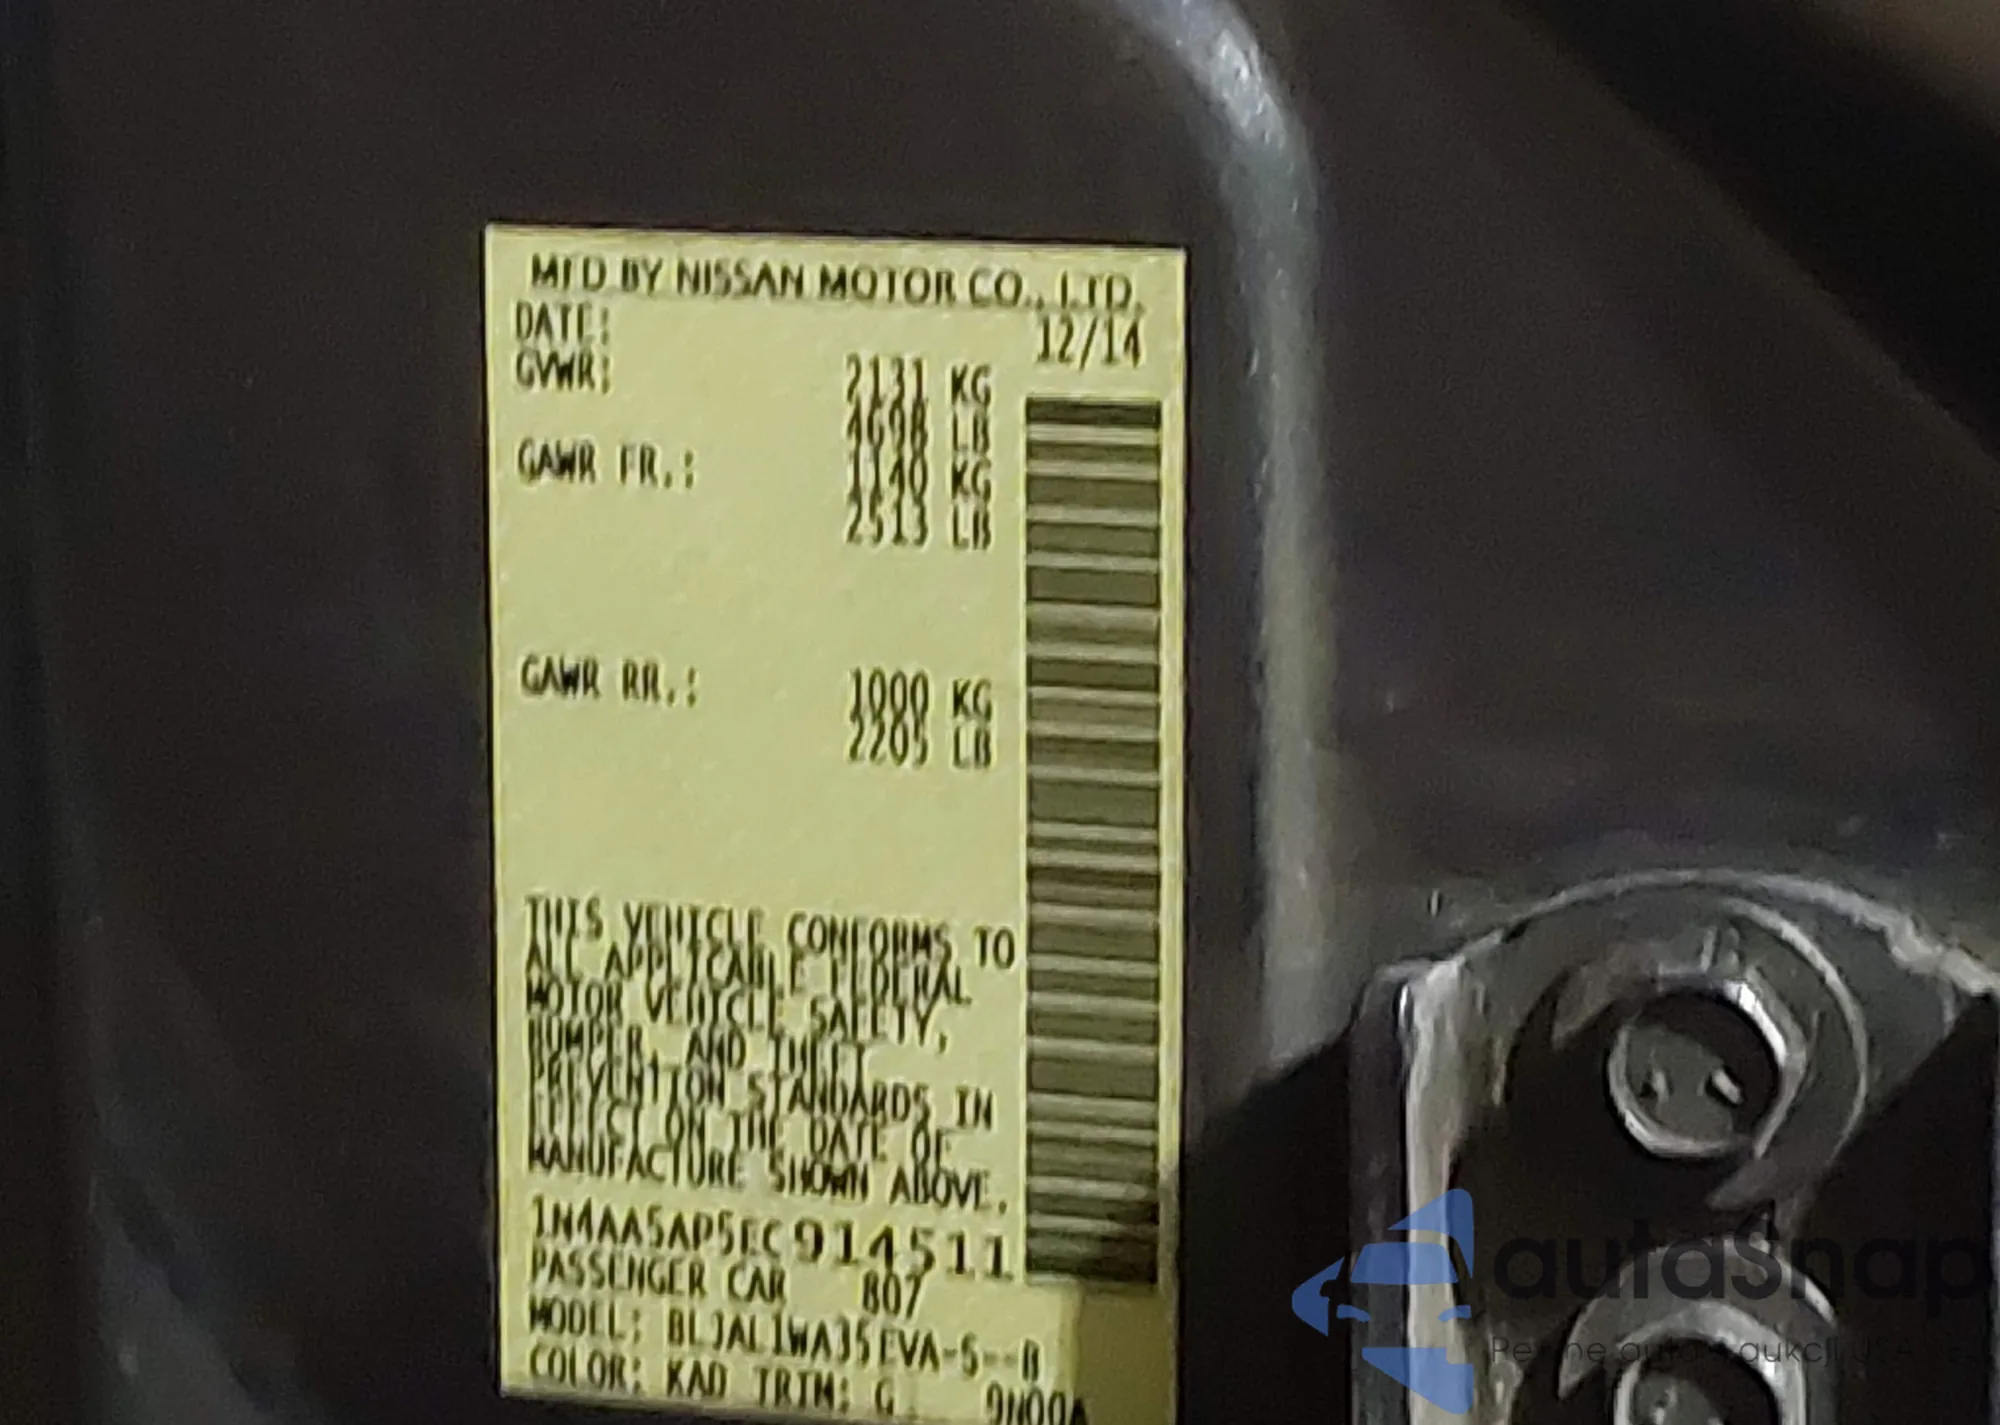 MFD BY NISSAN MOTOR CO., LTD.
DATE: 12/14
GVWR: 2131 KG
4698 LB
GAWR FR.: 1140 KG
2513 LB
GAWR RR.: 1000 KG
2205 LB
THIS VEHICLE CONFORMS TO
ALL APPLICABLE FEDERAL
MOTOR VEHICLE SAFETY,
BUMPER, AND THEFT
PREVENTION STANDARDS IN
EFFECT ON THE DATE OF
MANUFACTURE SHOWN ABOVE.
1N4AA5AP5EC914511
PASSENGER CAR 807
MODEL: BLJAL1WA35EVA-S--B
COLOR: KAD TRIM: G 9N00A
autoSnap